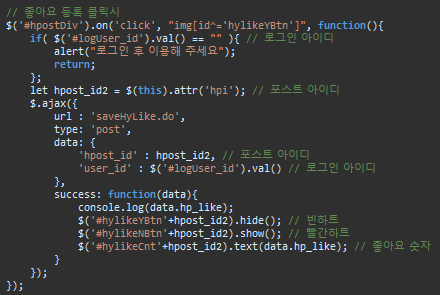 // 좋아요 등록 클릭시
$('#hpostDiv').on('click', "img[id^='hylikeYBtn']", function(){
if( $('#logUser_id').val() == "" ){ // 로그인 아이디
alert("로그인 후 이용해 주세요");
return;
};
let hpost_id2 = $(this).attr('hpi'); // 포스트 아이디
$.ajax({
url : 'saveHyLike.do',
type: 'post',
data: {
'hpost_id' : hpost_id2, // 포스트 아이디
'user_id' : $('#logUser_id').val() // 로그인 아이디
},
success: function(data){
console.log(data.hp_like);
$('#hylikeYBtn'+hpost_id2).hide(); // 빈하트
$('#hylikeNBtn'+hpost_id2).show(); // 빨간하트
$('#hylikeCnt'+hpost_id2).text(data.hp_like); // 좋아요 숫자
}
});
});